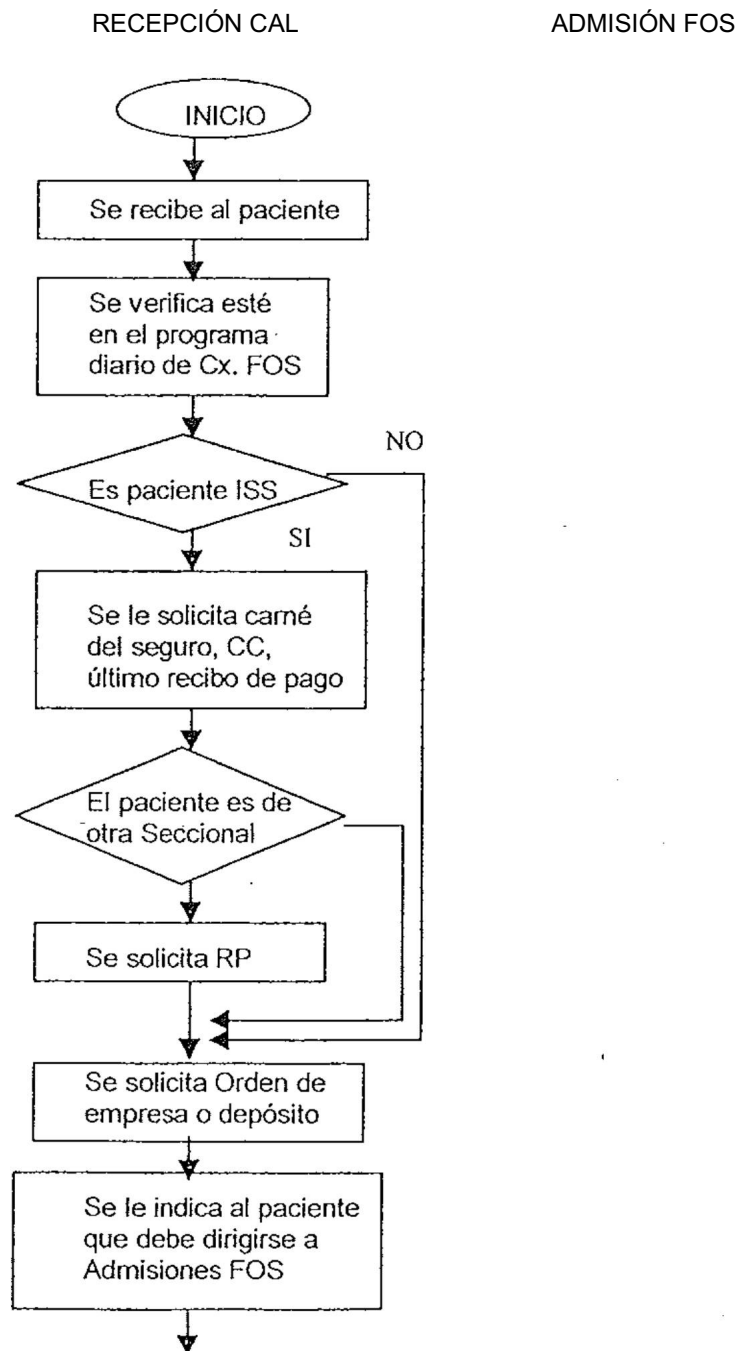 RECEPCIÓN CAL ADMISIÓN FOS
INICIO
Se recibe al paciente
Se verifica esté
en el programa
diario de Cx. FOS
NO
Es paciente ISS
SI
Se le solicita carné
del seguro, CC,
último recibo de pago
El paciente es de
otra Seccional
Se solicita RP
Se solicita Orden de
empresa o depósito
Se le indica al paciente
que debe dirigirse a
Admisiones FOS